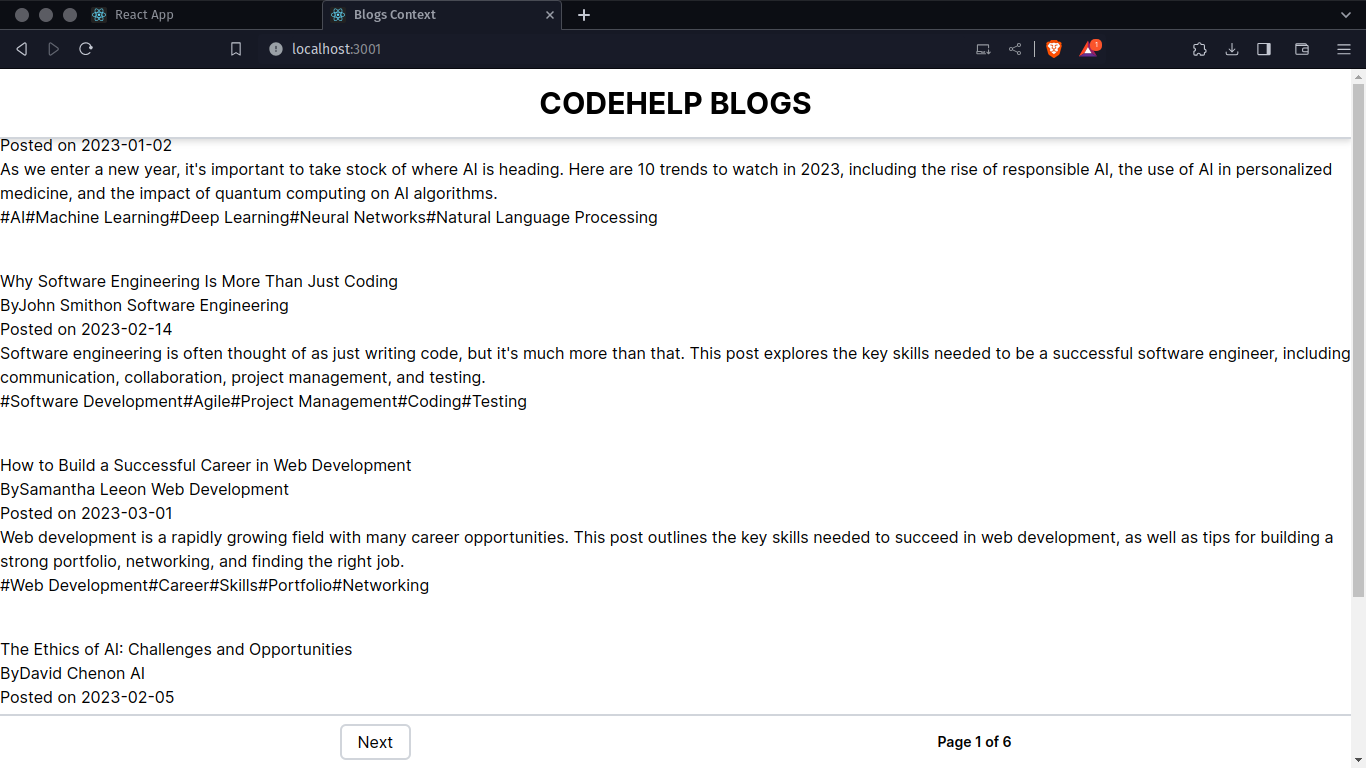 React App
Blogs Context
localhost:3001
1
CODEHELP BLOGS
Posted on 2023-01-02
As we enter a new year, it's important to take stock of where AI is heading. Here are 10 trends to watch in 2023, including the rise of responsible AI, the use of AI in personalized
medicine, and the impact of quantum computing on AI algorithms.
#AI#Machine Learning#Deep Learning#Neural Networks#Natural Language Processing
Why Software Engineering Is More Than Just Coding
ByJohn Smithon Software Engineering
Posted on 2023-02-14
Software engineering is often thought of as just writing code, but it's much more than that. This post explores the key skills needed to be a successful software engineer, including
communication, collaboration, project management, and testing.
#Software Development#Agile#Project Management#Coding#Testing
How to Build a Successful Career in Web Development
BySamantha Leeon Web Development
Posted on 2023-03-01
Web development is a rapidly growing field with many career opportunities. This post outlines the key skills needed to succeed in web development, as well as tips for building a
strong portfolio, networking, and finding the right job.
#Web Development#Career#Skills#Portfolio#Networking
The Ethics of AI: Challenges and Opportunities
ByDavid Chenon AI
Posted on 2023-02-05
Next
Page 1 of 6